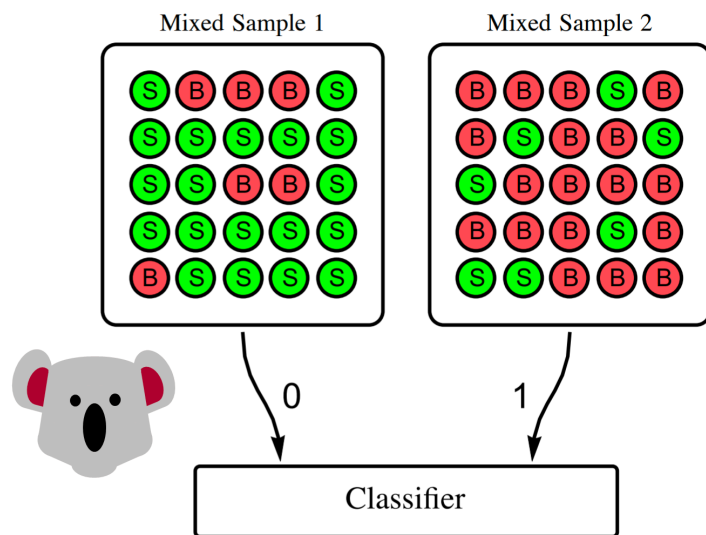 Mixed Sample 1
Mixed Sample 2
S B B B S
B B B S B
S S S S S
B S B B S
S S B B S
S B B B B
S S S S S
B B B S B
B S S S S
S S B B B
0
1
Classifier